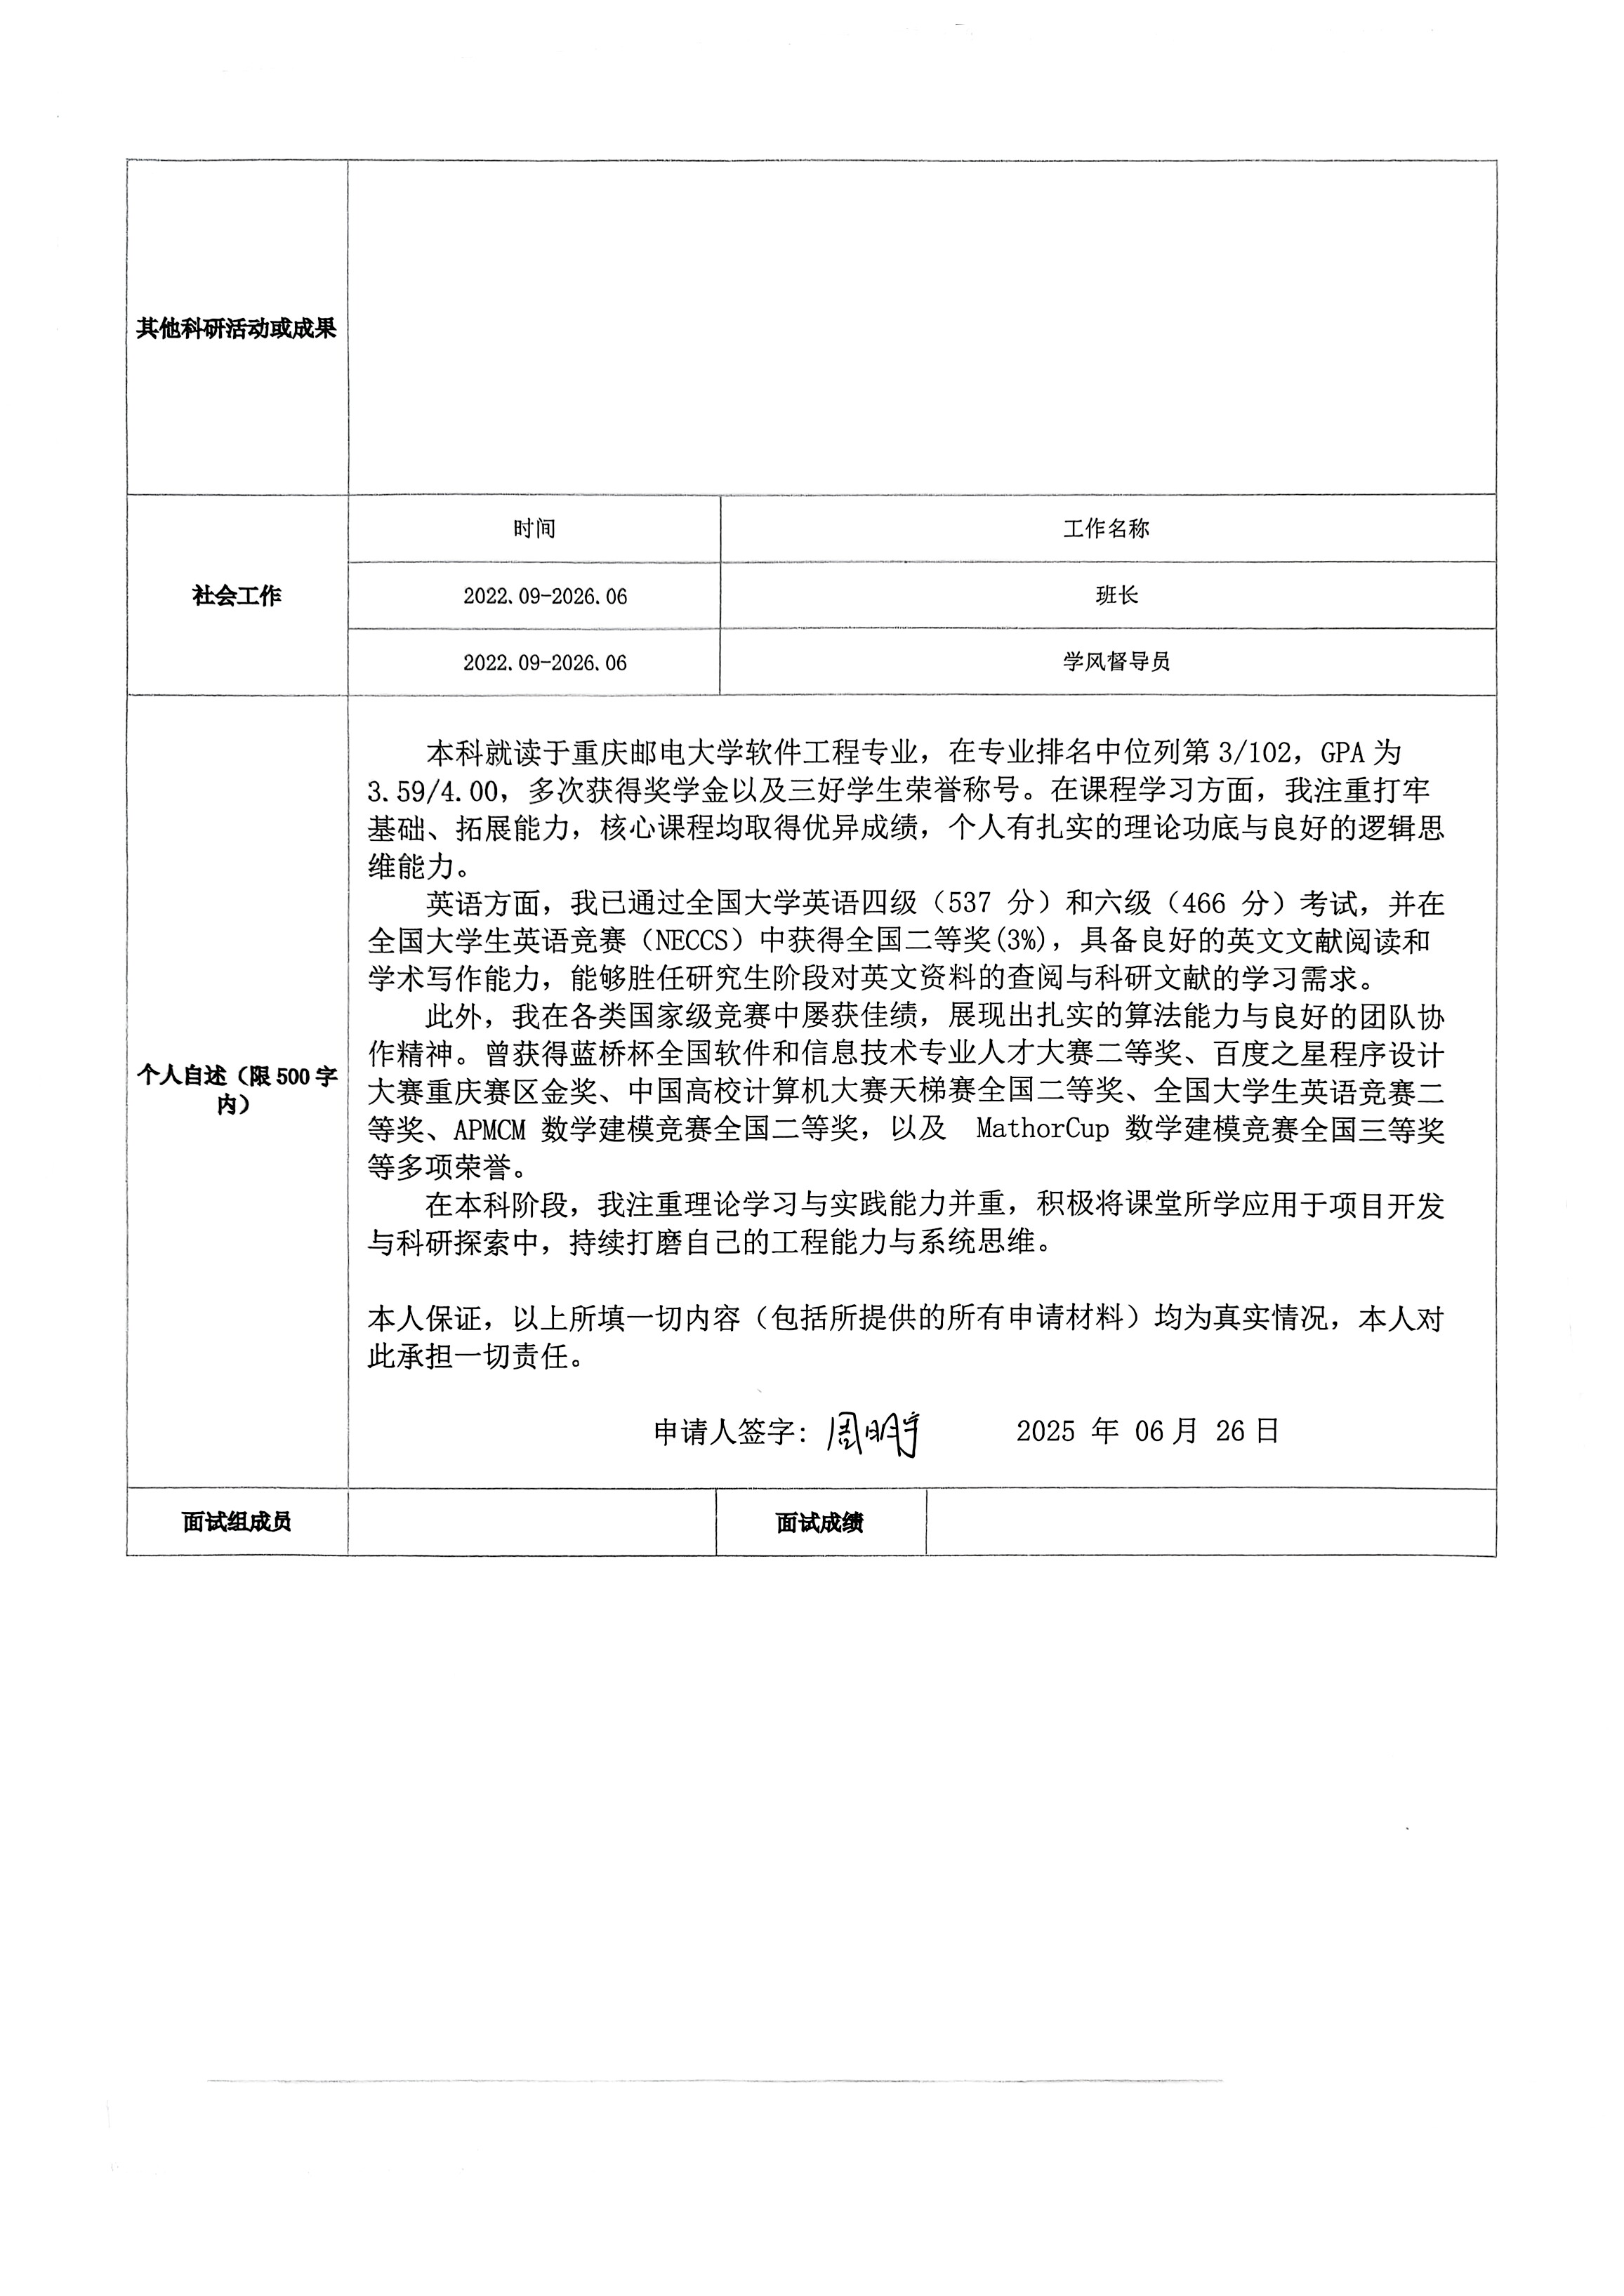 其他科研活动或成果
社会工作
时间
工作名称
2022.09-2026.06
班长
2022.09-2026.06
学风督导员
个人自述（限500字
内）
本科就读于重庆邮电大学软件工程专业，在专业排名中位列第 3/102，GPA 为
3.59/4.00，多次获得奖学金以及三好学生荣誉称号。在课程学习方面，我注重打牢
基础、拓展能力，核心课程均取得优异成绩，个人有扎实的理论功底与良好的逻辑思
维能力。
英语方面，我已通过全国大学英语四级（537 分）和六级（466 分）考试，并在
全国大学生英语竞赛（NECCS）中获得全国二等奖(3%)，具备良好的英文文献阅读和
学术写作能力，能够胜任研究生阶段对英文资料的查阅与科研文献的学习需求。
此外，我在各类国家级竞赛中屡获佳绩，展现出扎实的算法能力与良好的团队协
作精神。曾获得蓝桥杯全国软件和信息技术专业人才大赛二等奖、百度之星程序设计
大赛重庆赛区金奖、中国高校计算机大赛天梯赛全国二等奖、全国大学生英语竞赛二
等奖、APMCM 数学建模竞赛全国二等奖，以及 MathorCup 数学建模竞赛全国三等奖
等多项荣誉。
在本科阶段，我注重理论学习与实践能力并重，积极将课堂所学应用于项目开发
与科研探索中，持续打磨自己的工程能力与系统思维。
本人保证，以上所填一切内容（包括所提供的所有申请材料）均为真实情况，本人对
此承担一切责任。
申请人签字：周明宇 2025 年 06 月 26 日
面试组成员
面试成绩